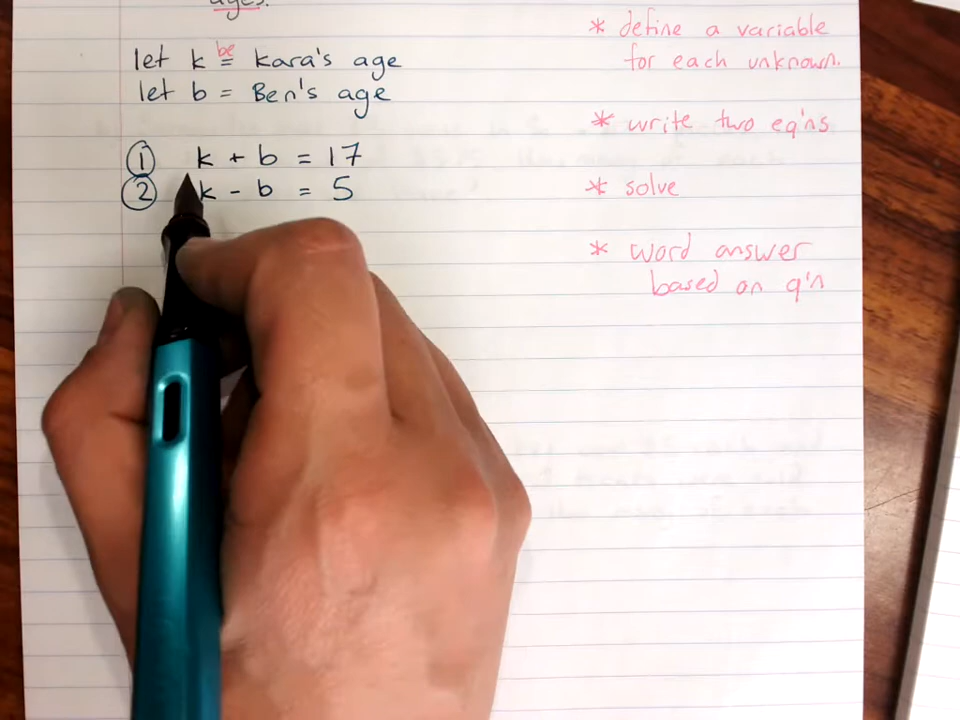 ages.
let k be = kara's age
let b = Ben's age
① k + b = 17
② k - b = 5
* define a variable
for each unknown.
* write two eq'ns
* solve
* word answer
based on q'n